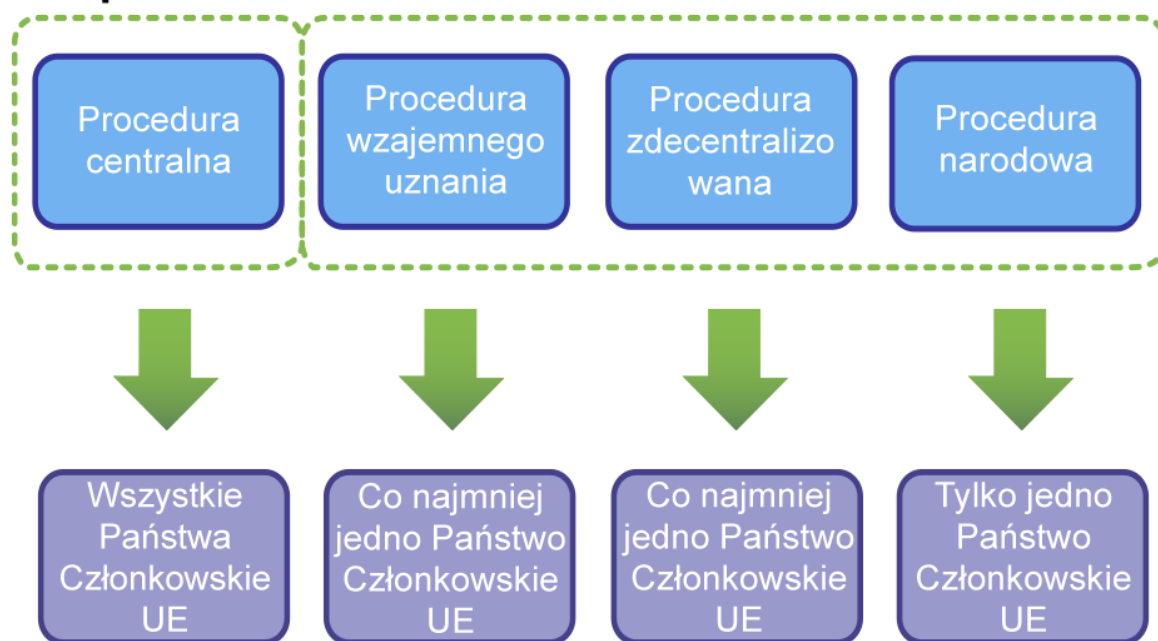 Procedura
centralna
Procedura
wzajemnego
uznania
Procedura
zdecentralizo
wana
Procedura
narodowa
Wszystkie
Państwa
Członkowskie
UE
Co najmniej
jedno Państwo
Członkowskie
UE
Co najmniej
jedno Państwo
Członkowskie
UE
Tylko jedno
Państwo
Członkowskie
UE